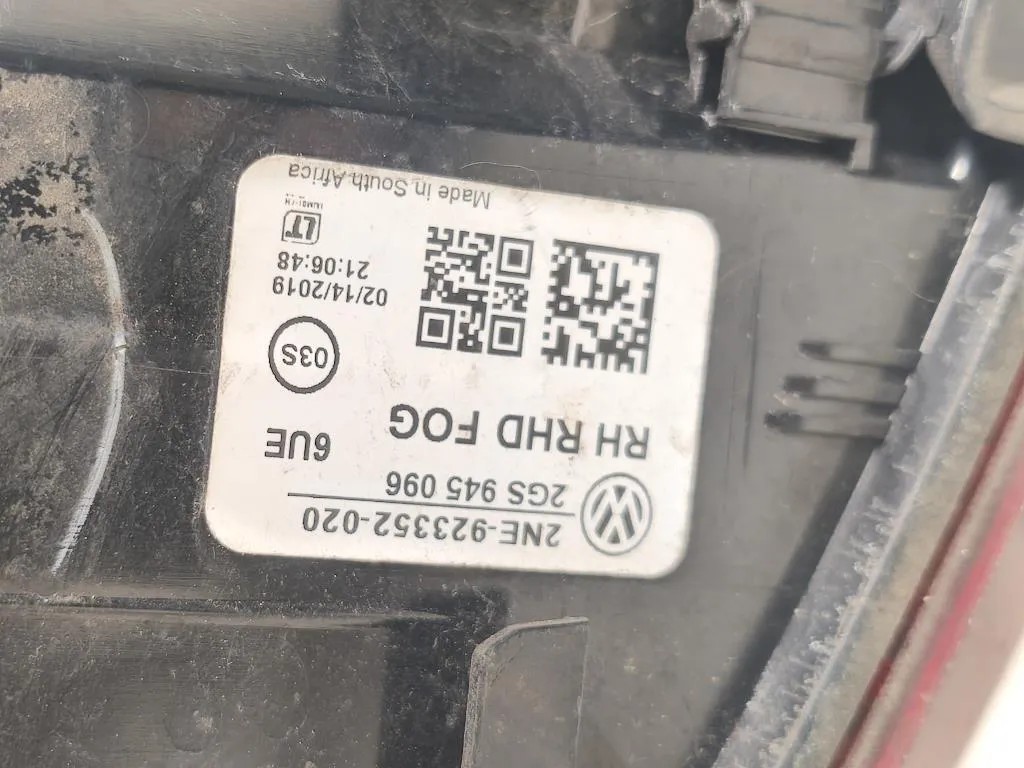 2NE-923352-020
2GS 945 096
RH RHD FOG
6UE
03S
02/14/2019
21:06:48
LT
Made in South Africa